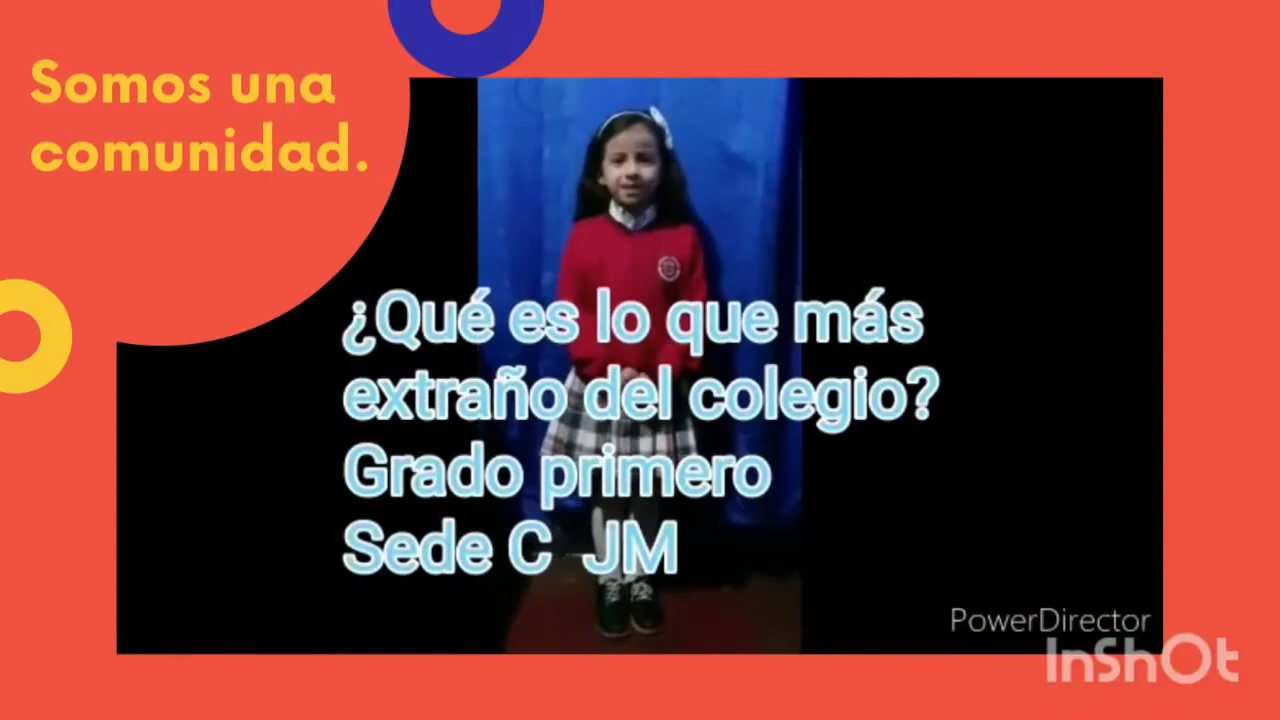 Somos una
comunidad.
¿Qué es lo que más
extraño del colegio?
Grado primero
Sede C JM
PowerDirector
InShOt